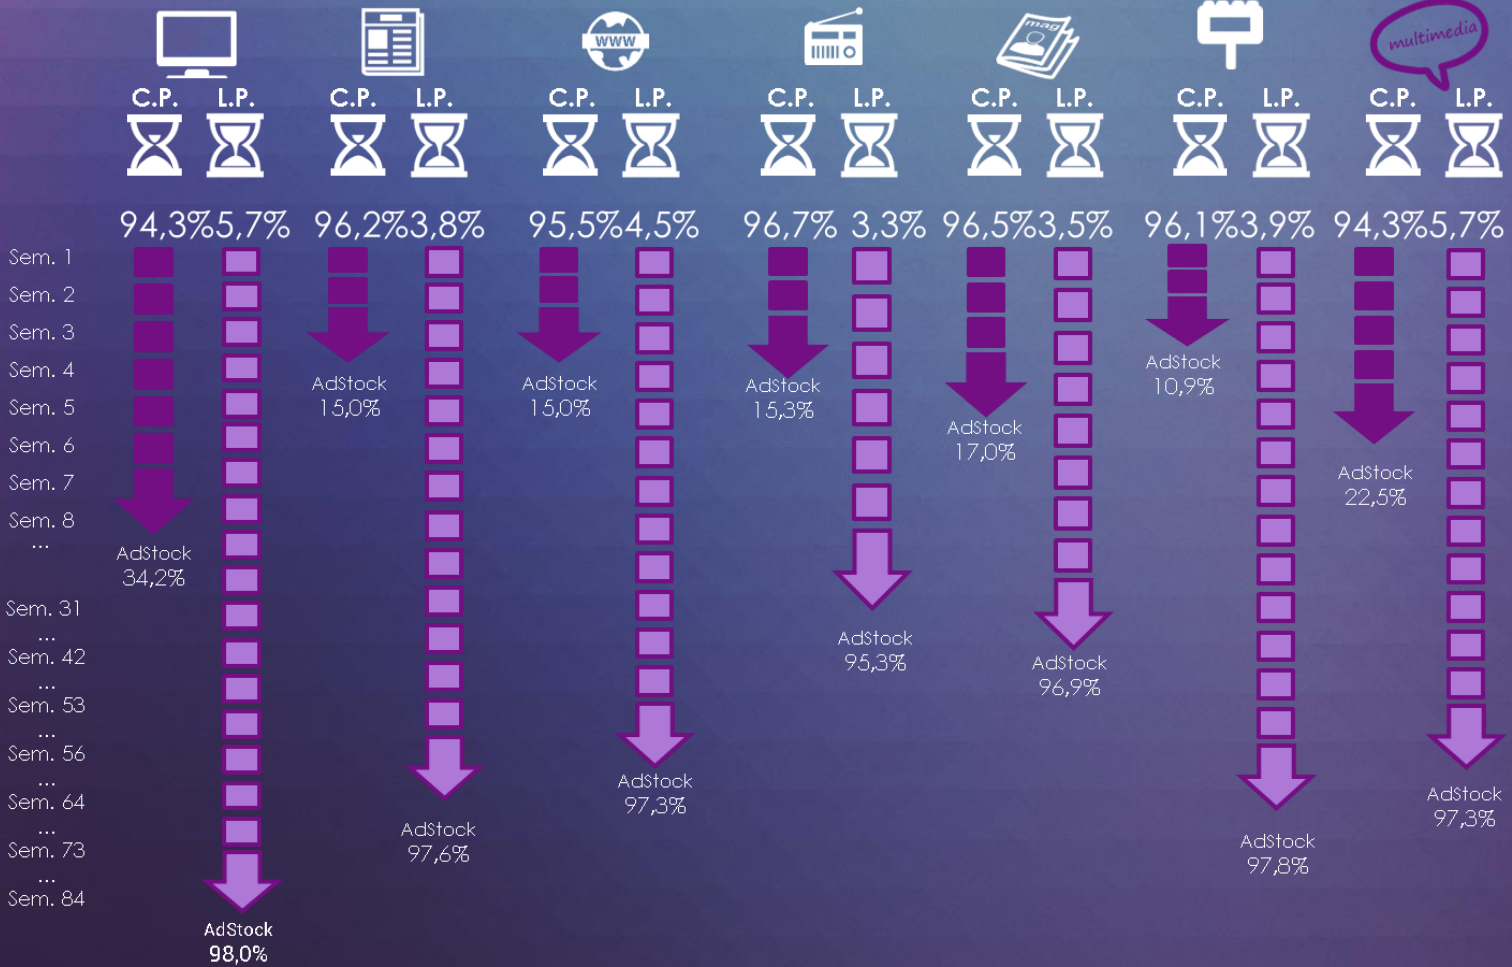 www
mag
multimedia
C.P. L.P. C.P. L.P. C.P. L.P. C.P. L.P. C.P. L.P. C.P. L.P. C.P. L.P.
94,3% 5,7% 96,2% 3,8% 95,5% 4,5% 96,7% 3,3% 96,5% 3,5% 96,1% 3,9% 94,3% 5,7%
Sem. 1
Sem. 2
Sem. 3
Sem. 4
Sem. 5
Sem. 6
Sem. 7
Sem. 8
...
Sem. 31
...
Sem. 42
...
Sem. 53
...
Sem. 56
...
Sem. 64
...
Sem. 73
...
Sem. 84
AdStock
34,2%
AdStock
98,0%
AdStock
15,0%
AdStock
97,6%
AdStock
15,0%
AdStock
97,3%
AdStock
15,3%
AdStock
95,3%
AdStock
17,0%
AdStock
96,9%
AdStock
10,9%
AdStock
97,8%
AdStock
22,5%
AdStock
97,3%